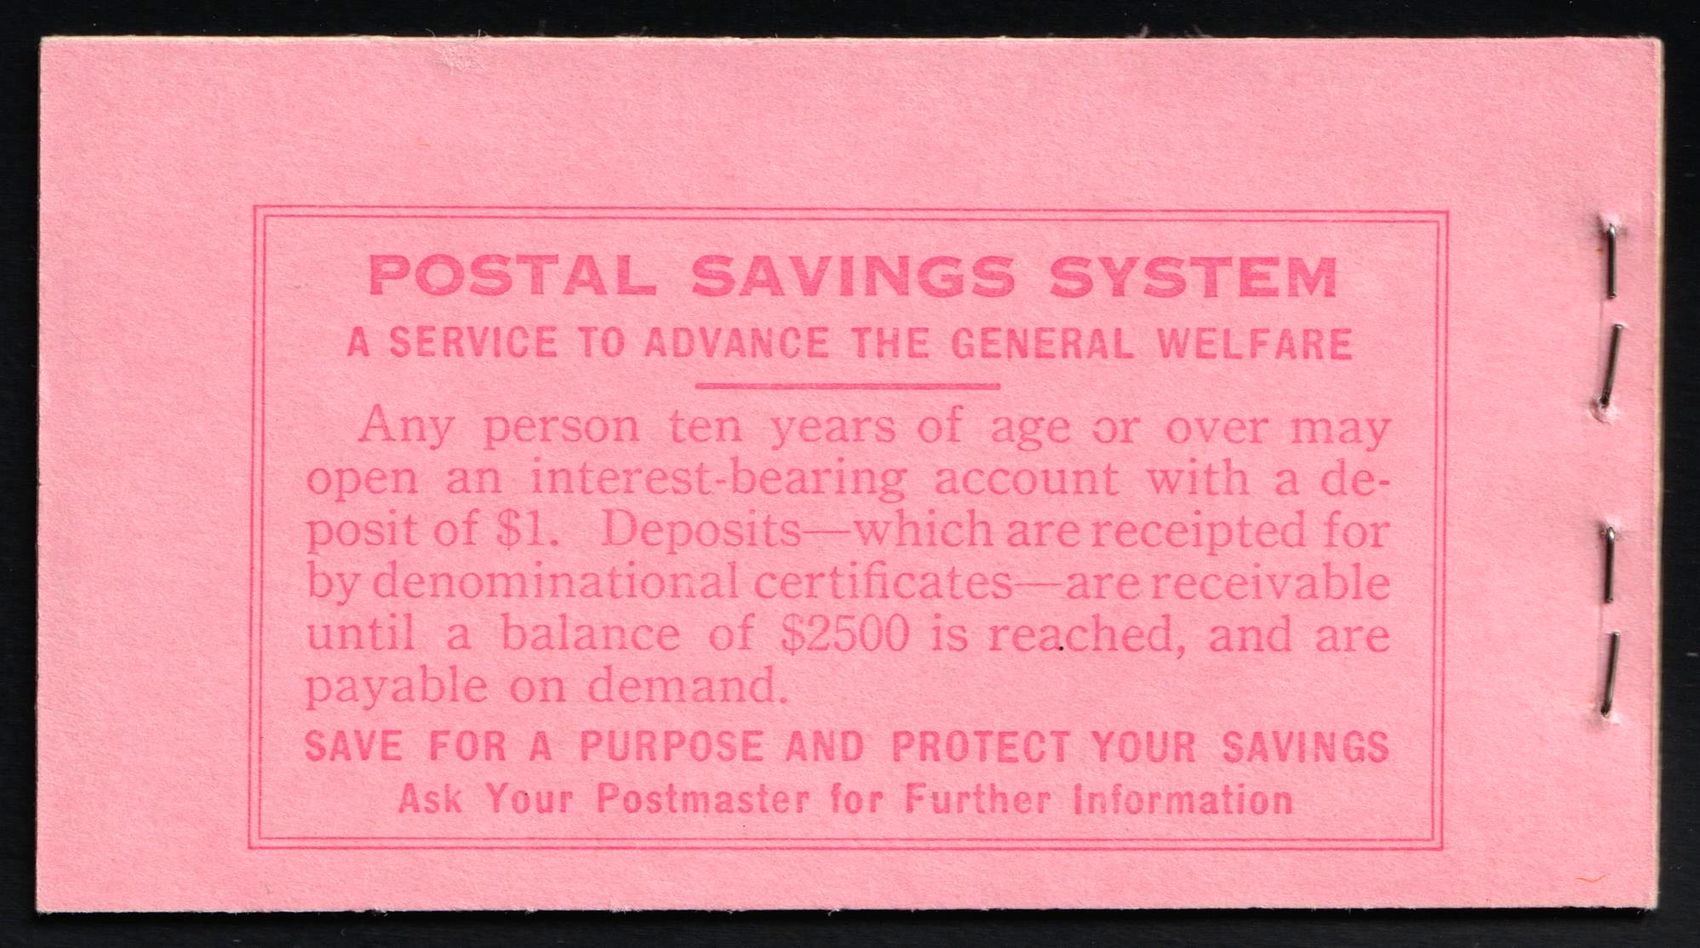 POSTAL SAVINGS SYSTEM
A SERVICE TO ADVANCE THE GENERAL WELFARE
Any person ten years of age or over may
open an interest-bearing account with a de-
posit of $1. Deposits—which are receipted for
by denominational certificates—are receivable
until a balance of $2500 is reached, and are
payable on demand.
SAVE FOR A PURPOSE AND PROTECT YOUR SAVINGS
Ask Your Postmaster for Further Information